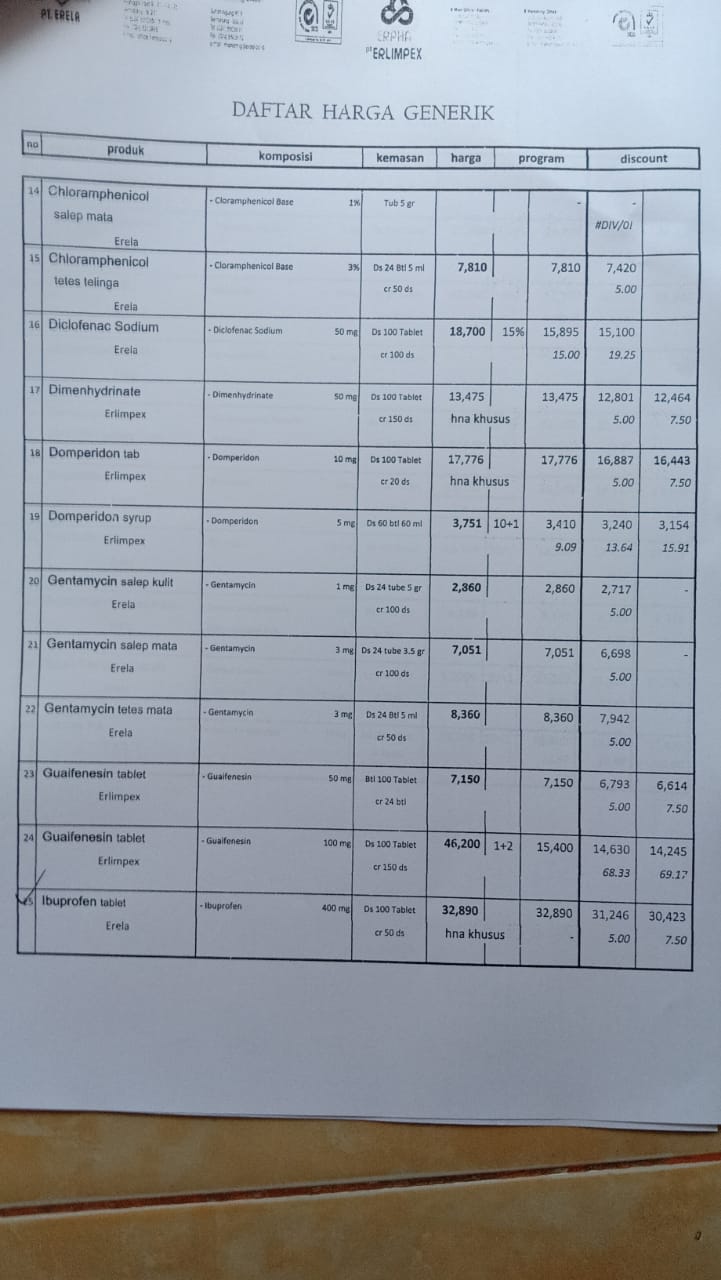 PT. ERELA
ERPHA
PT ERLIMPEX
DAFTAR HARGA GENERIK
no produk komposisi kemasan harga program discount
14 Chloramphenicol - Cloramphenicol Base 1% Tub 5 gr - -
salep mata #DIV/0!
Erela
15 Chloramphenicol - Cloramphenicol Base 3% Ds 24 Btl 5 ml 7,810 7,810 7,420
tetes telinga cr 50 ds 5.00
Erela
16 Diclofenac Sodium - Diclofenac Sodium 50 mg Ds 100 Tablet 18,700 15% 15,895 15,100
Erela cr 100 ds 15.00 19.25
17 Dimenhydrinate - Dimenhydrinate 50 mg Ds 100 Tablet 13,475 13,475 12,801 12,464
Erlimpex cr 150 ds hna khusus 5.00 7.50
18 Domperidon tab - Domperidon 10 mg Ds 100 Tablet 17,776 17,776 16,887 16,443
Erlimpex cr 20 ds hna khusus 5.00 7.50
19 Domperidon syrup - Domperidon 5 mg Ds 60 btl 60 ml 3,751 10+1 3,410 3,240 3,154
Erlimpex 9.09 13.64 15.91
20 Gentamycin salep kulit - Gentamycin 1 mg Ds 24 tube 5 gr 2,860 2,860 2,717 -
Erela cr 100 ds 5.00
21 Gentamycin salep mata - Gentamycin 3 mg Ds 24 tube 3.5 gr 7,051 7,051 6,698 -
Erela cr 100 ds 5.00
22 Gentamycin tetes mata - Gentamycin 3 mg Ds 24 Btl 5 ml 8,360 8,360 7,942
Erela cr 50 ds 5.00
23 Guaifenesin tablet - Guaifenesin 50 mg Btl 100 Tablet 7,150 7,150 6,793 6,614
Erlimpex cr 24 btl 5.00 7.50
24 Guaifenesin tablet - Guaifenesin 100 mg Ds 100 Tablet 46,200 1+2 15,400 14,630 14,245
Erlimpex cr 150 ds 68.33 69.17
Ibuprofen tablet - Ibuprofen 400 mg Ds 100 Tablet 32,890 32,890 31,246 30,423
Erela cr 50 ds hna khusus - 5.00 7.50